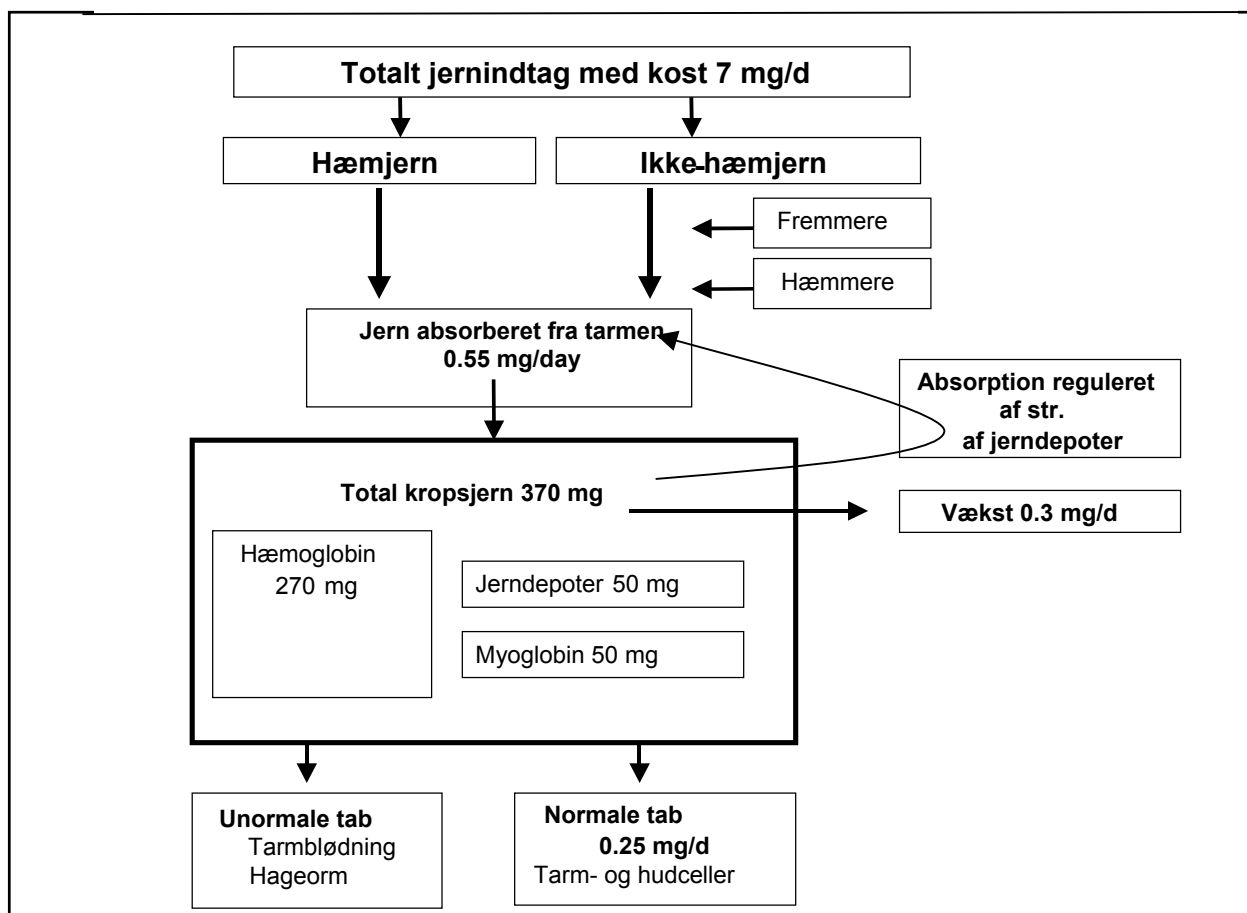 Totalt jernindtag med kost 7 mg/d
Hæmjern
Ikke-hæmjern
Fremmere
Hæmmere
Jern absorberet fra tarmen
0.55 mg/day
Absorption reguleret
af str.
af jerndepoter
Total kropsjern 370 mg
Vækst 0.3 mg/d
Hæmoglobin
270 mg
Jerndepoter 50 mg
Myoglobin 50 mg
Unormale tab
Tarmblødning
Hageorm
Normale tab
0.25 mg/d
Tarm- og hudceller